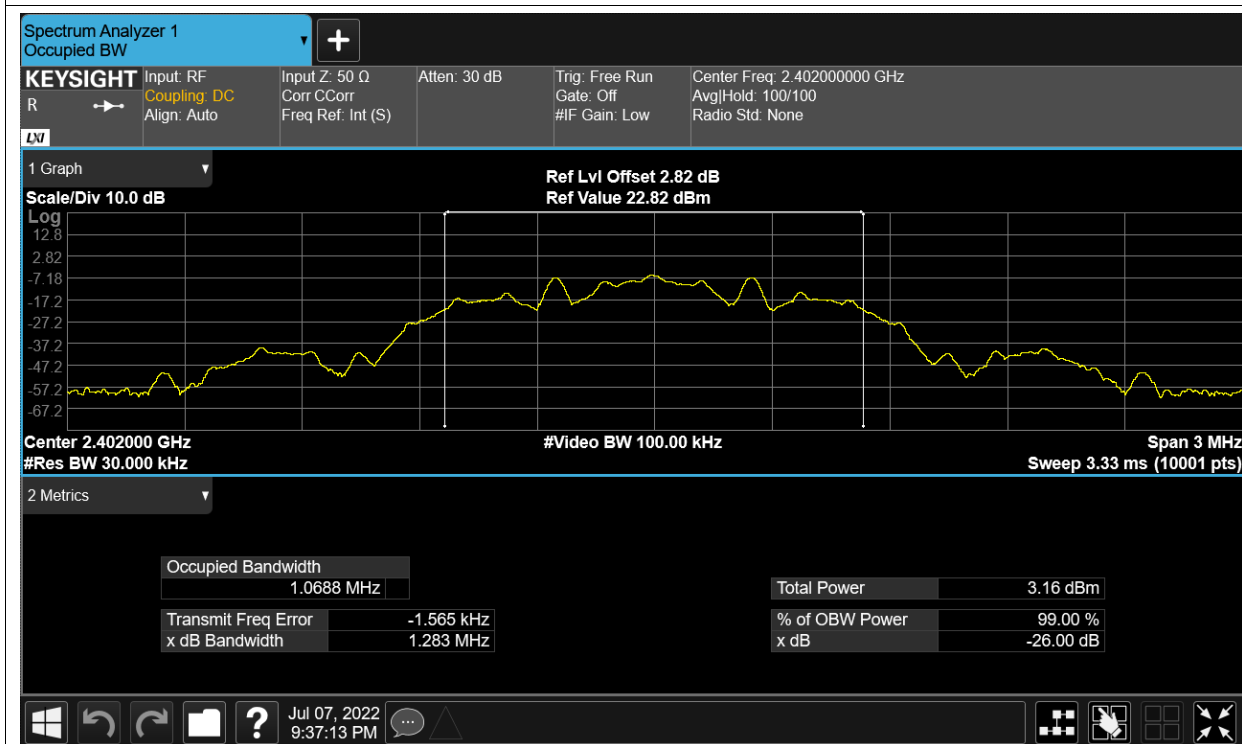 Spectrum Analyzer 1
Occupied BW
KEYSIGHT
R
LXI
Input: RF
Coupling: DC
Align: Auto
Input Z: 50 Ω
Corr CCorr
Freq Ref: Int (S)
Atten: 30 dB
Trig: Free Run
Gate: Off
#IF Gain: Low
Center Freq: 2.402000000 GHz
Avg|Hold: 100/100
Radio Std: None
1 Graph
Scale/Div 10.0 dB
Ref Lvl Offset 2.82 dB
Ref Value 22.82 dBm
Log
12.8
2.82
-7.18
-17.2
-27.2
-37.2
-47.2
-57.2
-67.2
Center 2.402000 GHz
#Video BW 100.00 kHz
Span 3 MHz
#Res BW 30.000 kHz
Sweep 3.33 ms (10001 pts)
2 Metrics
Occupied Bandwidth
1.0688 MHz
Total Power 3.16 dBm
Transmit Freq Error -1.565 kHz
% of OBW Power 99.00 %
x dB Bandwidth 1.283 MHz
x dB -26.00 dB
?
Jul 07, 2022
9:37:13 PM